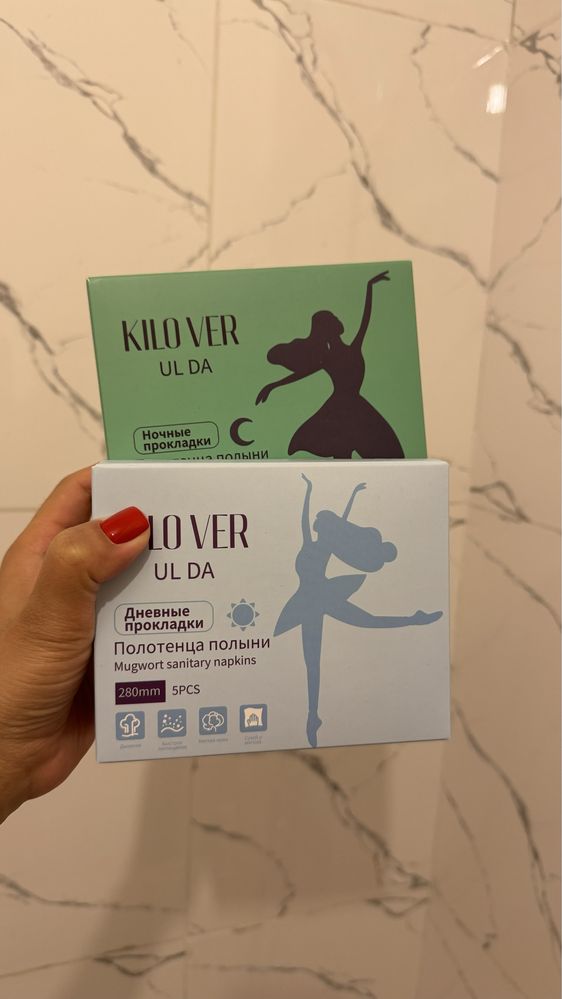 KILO VER
UL DA
Ночные
прокладки
полыни
LO VER
UL DA
Дневные
прокладки
Полотенца полыни
Mugwort sanitary napkins
280mm 5PCS